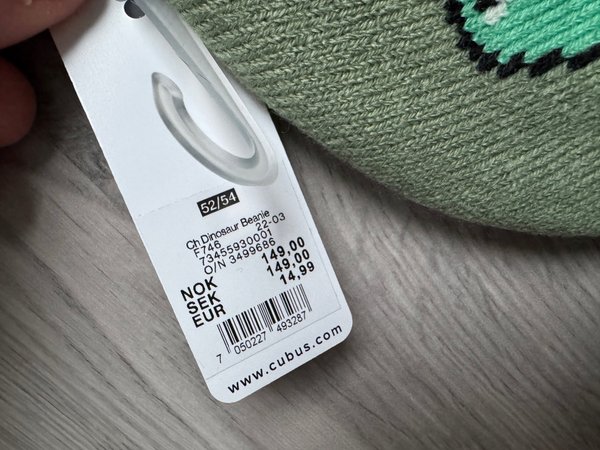 52/54
Ch Dinosaur Beanie
F746 22-03
73455930001
O/N 3499686
NOK 149,00
SEK 149,00
EUR 14,99
7 050227 493287
www.cubus.com